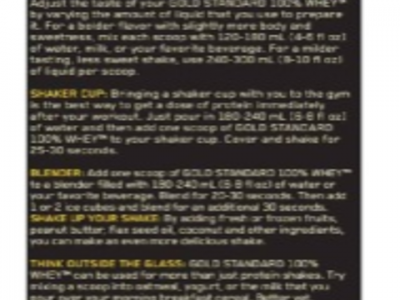 Adjust the taste of your GOLD STANDARD 100% WHEY™
by varying the amount of liquid that you use to prepare
it. For a bolder flavor with slightly more body and
sweetness, mix each scoop with 120-180 mL (4-6 fl oz)
of water, milk, or your favorite beverage. For a milder
tasting, less sweet shake, use 240-300 mL (8-10 fl oz)
of liquid per scoop.
SHAKER CUP: Bringing a shaker cup with you to the gym
is the best way to get a dose of protein immediately
after your workout. Just pour in 180-240 mL (6-8 fl oz)
of water and then add one scoop of GOLD STANDARD
100% WHEY™ to your shaker cup. Cover and shake for
25-30 seconds.
BLENDER: Add one scoop of GOLD STANDARD 100% WHEY™
to a blender filled with 180-240 mL (6-8 fl oz) of water or
your favorite beverage. Blend for 20-30 seconds. Then add
1 or 2 ice cubes and blend for an additional 30 seconds.
SHAKE UP YOUR SHAKE: By adding fresh or frozen fruits,
peanut butter, flax seed oil, coconut and other ingredients,
you can make an even more delicious shake.
THINK OUTSIDE THE GLASS: GOLD STANDARD 100%
WHEY™ can be used for more than just protein shakes. Try
mixing a scoop into oatmeal, yogurt, or the milk that you
pour over your morning breakfast cereal.